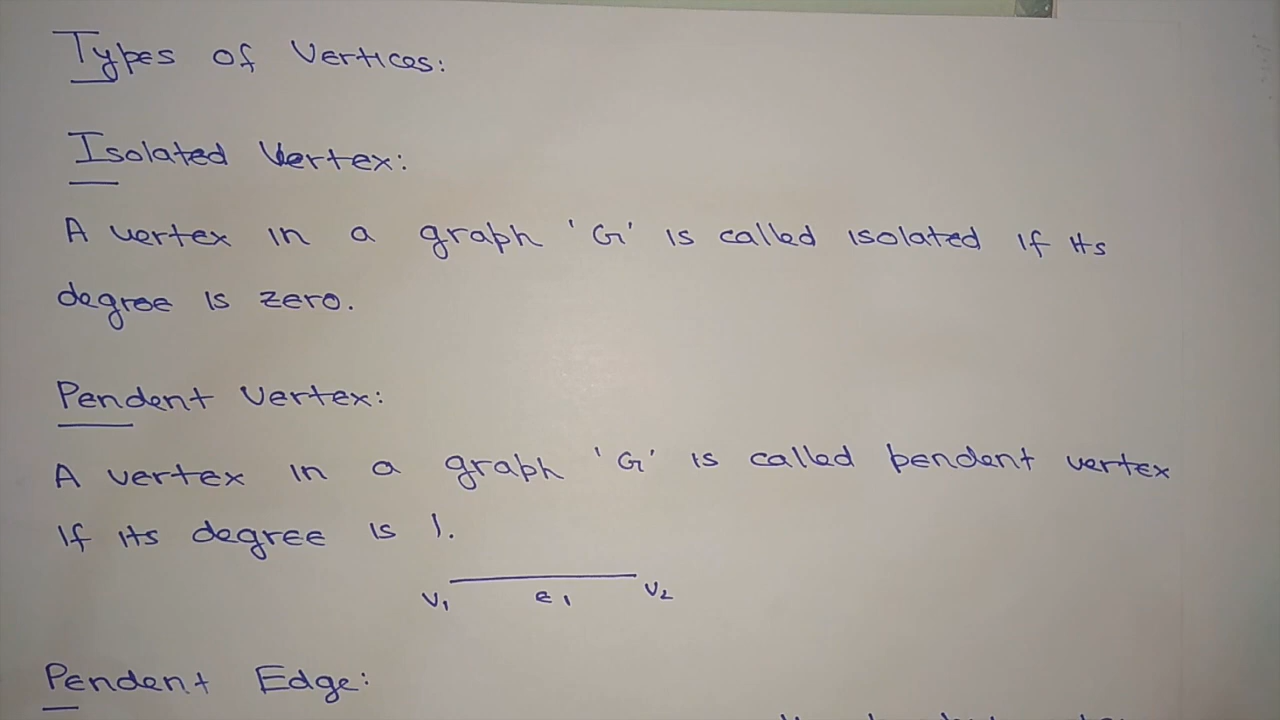 Types of Vertices:
Isolated Vertex:
A vertex in a graph 'G' is called isolated if its
degree is zero.
Pendent Vertex:
A vertex in a graph 'G' is called pendent vertex
if its degree is 1.
V₁ e₁ V₂
Pendent Edge: